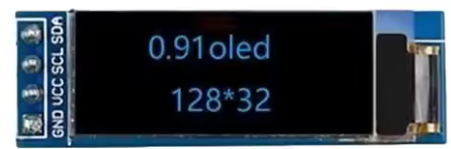 GND VCC SCL SDA
0.91oled
128*32